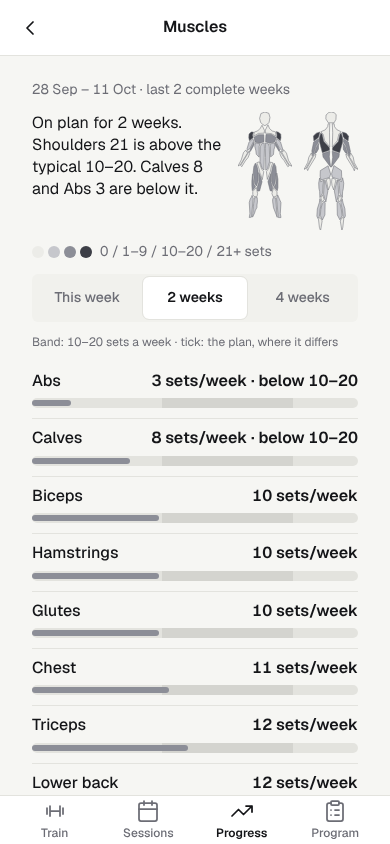 Muscles
28 Sep – 11 Oct · last 2 complete weeks
On plan for 2 weeks.
Shoulders 21 is above the
typical 10–20. Calves 8
and Abs 3 are below it.
0 / 1–9 / 10–20 / 21+ sets
This week
2 weeks
4 weeks
Band: 10–20 sets a week · tick: the plan, where it differs
Abs 3 sets/week · below 10–20
Calves 8 sets/week · below 10–20
Biceps 10 sets/week
Hamstrings 10 sets/week
Glutes 10 sets/week
Chest 11 sets/week
Triceps 12 sets/week
Lower back 12 sets/week
Train
Sessions
Progress
Program